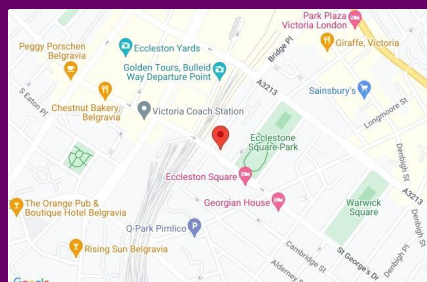 Park Plaza
Victoria London
Peggy Porschen
Belgravia
Eccleston Yards
Bridge Pl
Giraffe, Victoria
Golden Tours, Bulleid
Way Departure Point
A3213
Sainsbury's
S Eaton Pl
Chestnut Bakery,
Belgravia
Victoria Coach Station
Longmoore St
Ecclestone
Square Park
Denbigh St
Eccleston Square
A3213
Georgian House
Warwick
Square
The Orange Pub &
Boutique Hotel Belgravia
Q-Park Pimlico
P
Rising Sun Belgravia
Cambridge St
St George's Dr
Denbigh Pl
Denbigh St
Alderney St
Google